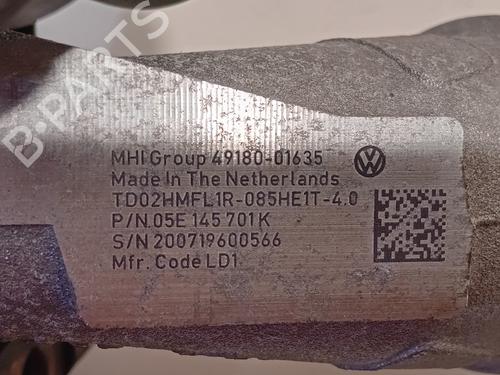 B-PARTS
MHI Group 49180-01635
Made In The Netherlands
TD02HMFL1R-085HE1T-4.0
P/N 05E 145 701 K
S/N 200719600566
Mfr. Code LD1